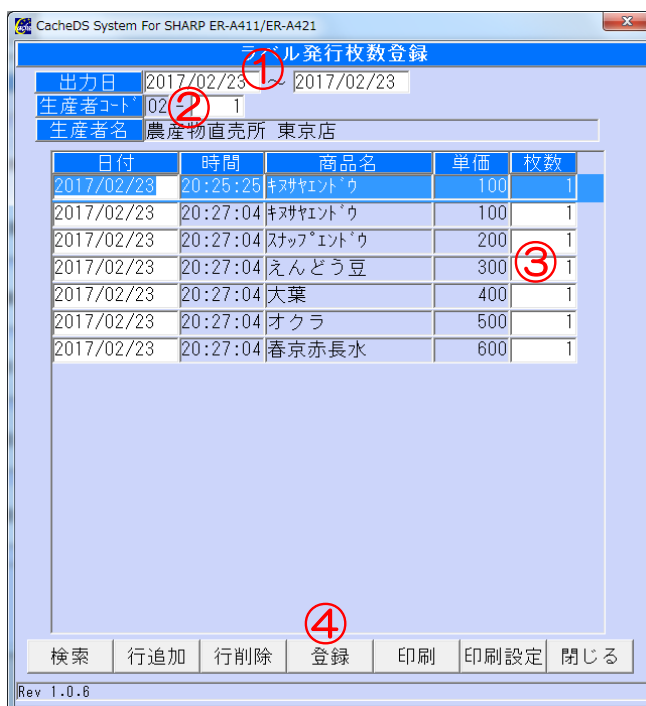 CacheDS System For SHARP ER-A411/ER-A421
ラベル発行枚数登録
出力日 2017/02/23 ① ～ 2017/02/23
生産者ｺｰﾄﾞ 02 - ② 1
生産者名 農産物直売所 東京店
日付 時間 商品名 単価 枚数
2017/02/23 20:25:25 ｷﾇｻﾔｴﾝﾄﾞｳ 100 1
2017/02/23 20:27:04 ｷﾇｻﾔｴﾝﾄﾞｳ 100 1
2017/02/23 20:27:04 ｽﾅｯﾌﾟｴﾝﾄﾞｳ 200 1
2017/02/23 20:27:04 えんどう豆 300 ③ 1
2017/02/23 20:27:04 大葉 400 1
2017/02/23 20:27:04 オクラ 500 1
2017/02/23 20:27:04 春京赤長水 600 1
④
検索 行追加 行削除 登録 印刷 印刷設定 閉じる
Rev 1.0.6